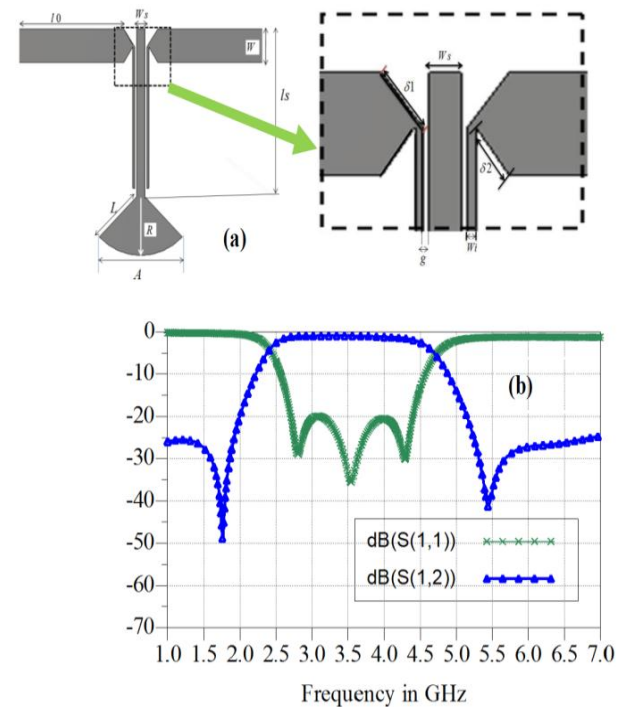 l0
Ws
W
ls
L
R
A
(a)
Ws
δ1
δ2
g
Wi
(b)
0
-10
-20
-30
-40
-50
-60
-70
dB(S(1,1))
dB(S(1,2))
1.0 1.5 2.0 2.5 3.0 3.5 4.0 4.5 5.0 5.5 6.0 6.5 7.0
Frequency in GHz